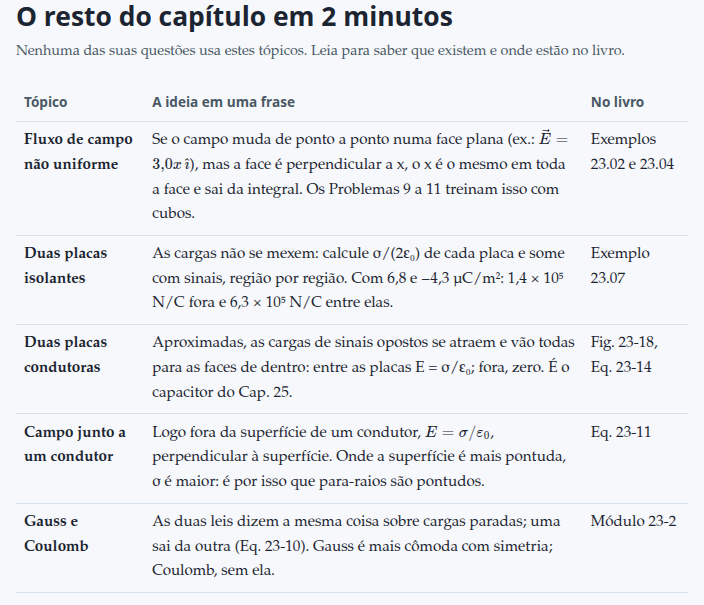 O resto do capítulo em 2 minutos
Nenhuma das suas questões usa estes tópicos. Leia para saber que existem e onde estão no livro.
Tópico A ideia em uma frase No livro
Fluxo de campo Se o campo muda de ponto a ponto numa face plana (ex.: E⃗ = Exemplos
não uniforme 3,0x î), mas a face é perpendicular a x, o x é o mesmo em toda 23.02 e 23.04
a face e sai da integral. Os Problemas 9 a 11 treinam isso com
cubos.
Duas placas As cargas não se mexem: calcule σ/(2ε₀) de cada placa e some Exemplo
isolantes com sinais, região por região. Com 6,8 e −4,3 μC/m²: 1,4 × 10⁵ 23.07
N/C fora e 6,3 × 10⁵ N/C entre elas.
Duas placas Aproximadas, as cargas de sinais opostos se atraem e vão todas Fig. 23-18,
condutoras para as faces de dentro: entre as placas E = σ/ε₀; fora, zero. É o Eq. 23-14
capacitor do Cap. 25.
Campo junto a Logo fora da superfície de um condutor, E = σ/ε₀, Eq. 23-11
um condutor perpendicular à superfície. Onde a superfície é mais pontuda,
σ é maior: é por isso que para-raios são pontudos.
Gauss e As duas leis dizem a mesma coisa sobre cargas paradas; uma Módulo 23-2
Coulomb sai da outra (Eq. 23-10). Gauss é mais cômoda com simetria;
Coulomb, sem ela.